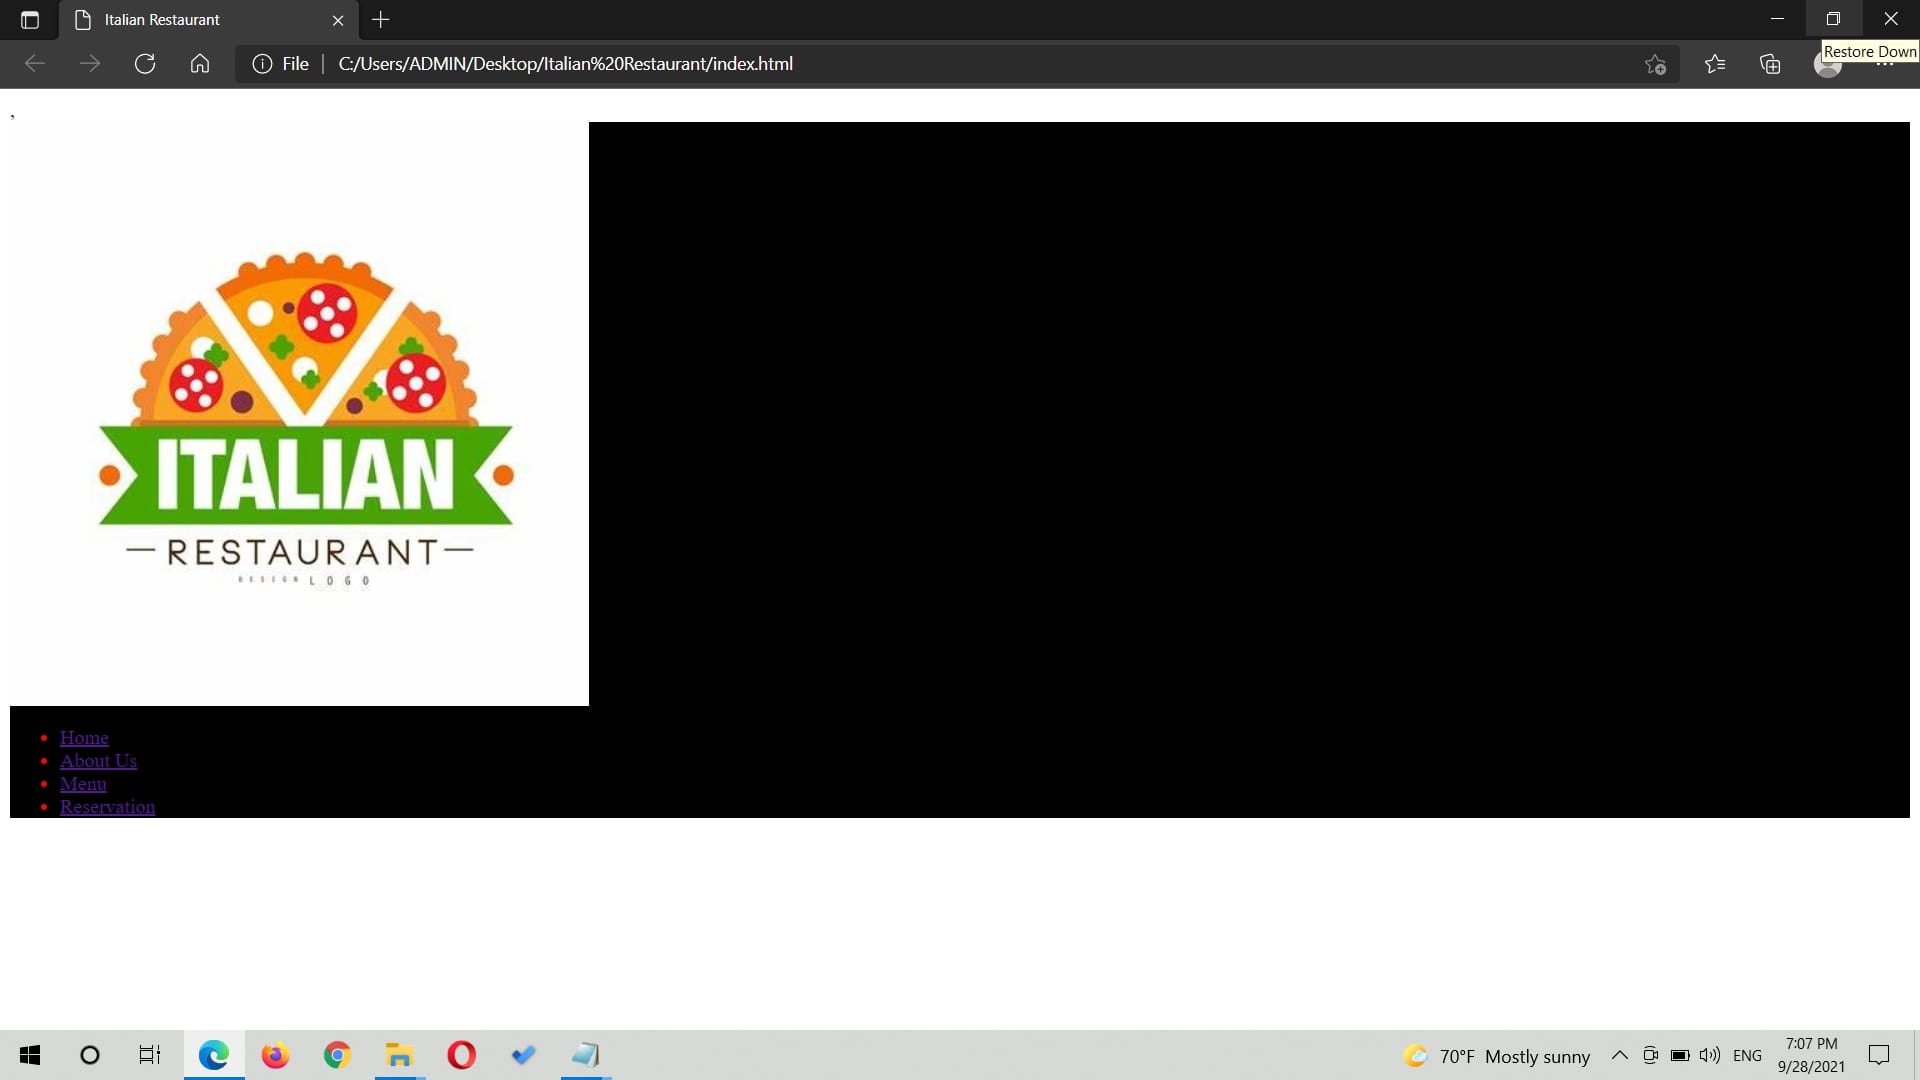 Italian Restaurant
File C:/Users/ADMIN/Desktop/Italian%20Restaurant/index.html
Restore Down
,
ITALIAN
RESTAURANT
DESIGN LOGO
Home
About Us
Menu
Reservation
70°F Mostly sunny
ENG
7:07 PM
9/28/2021